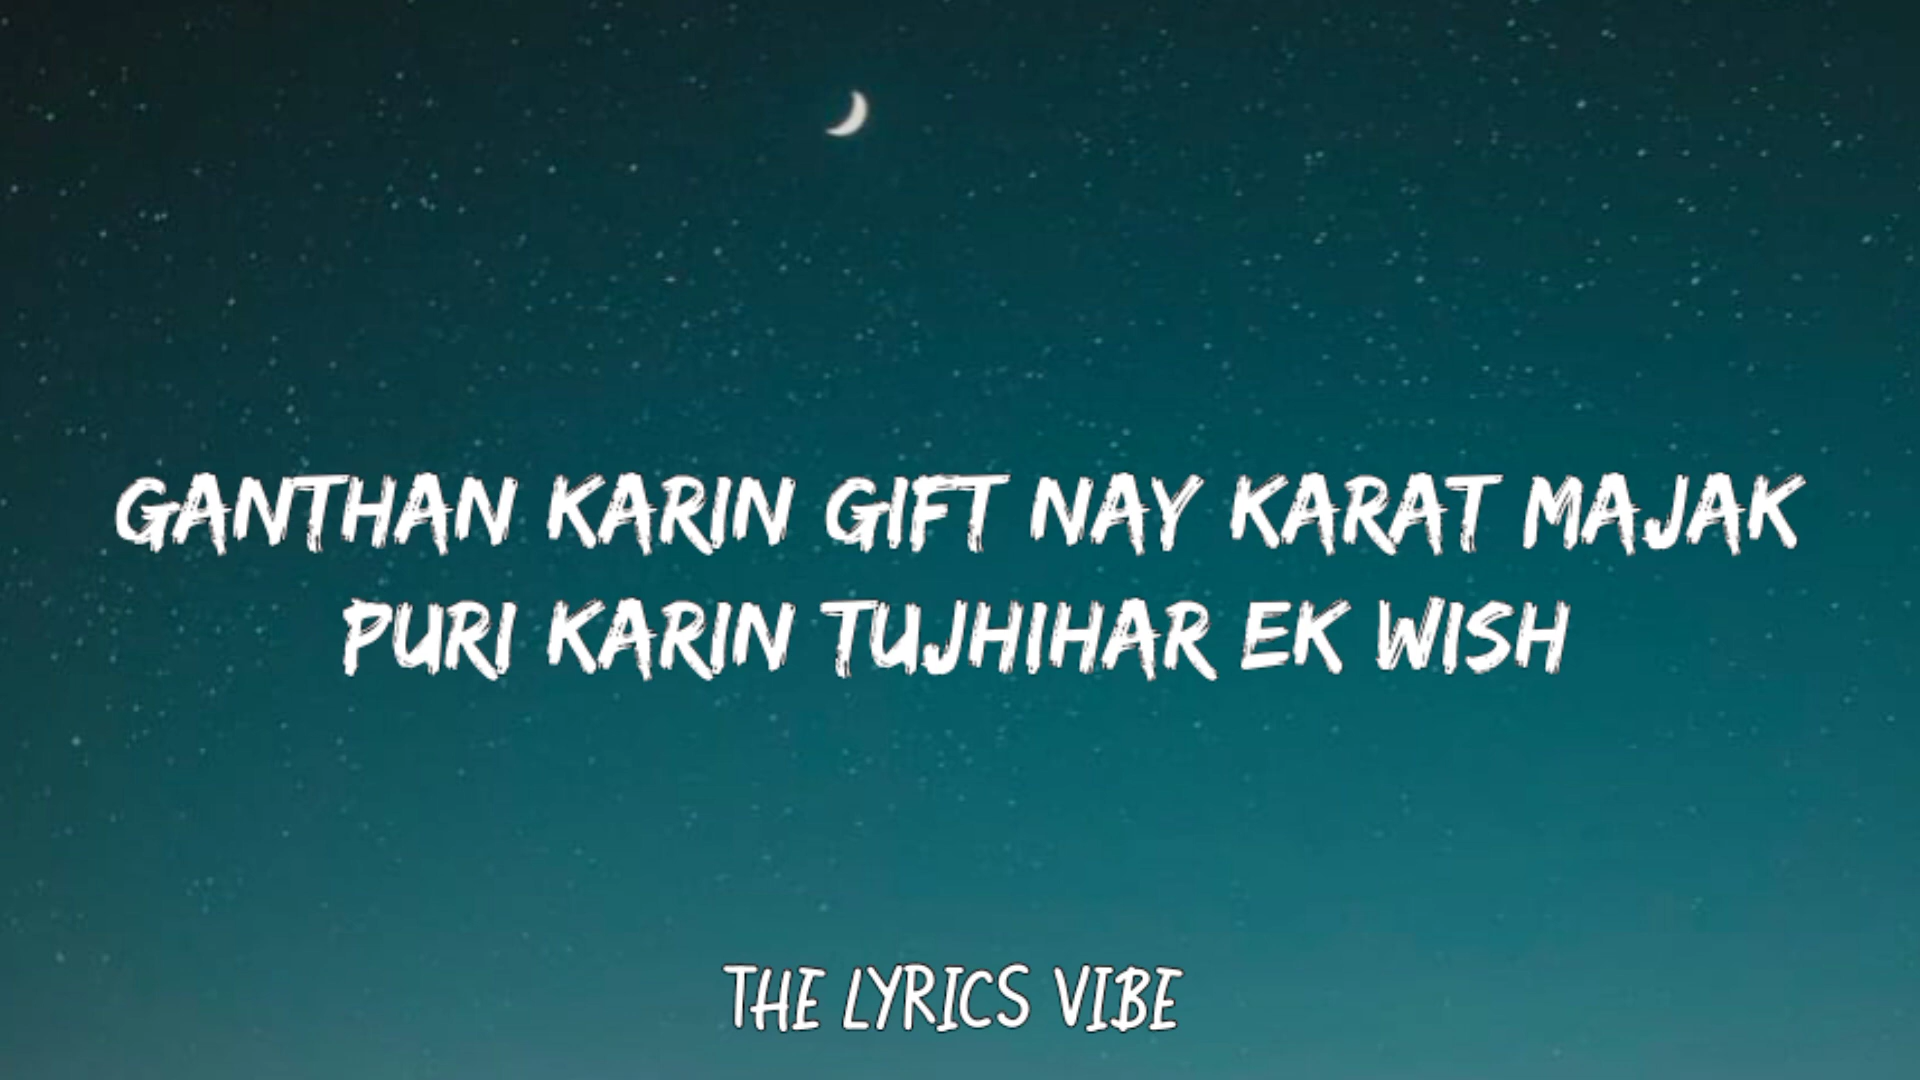 GANTHAN KARIN GIFT NAY KARAT MAJAK
PURI KARIN TUJHIHAR EK WISH
THE LYRICS VIBE